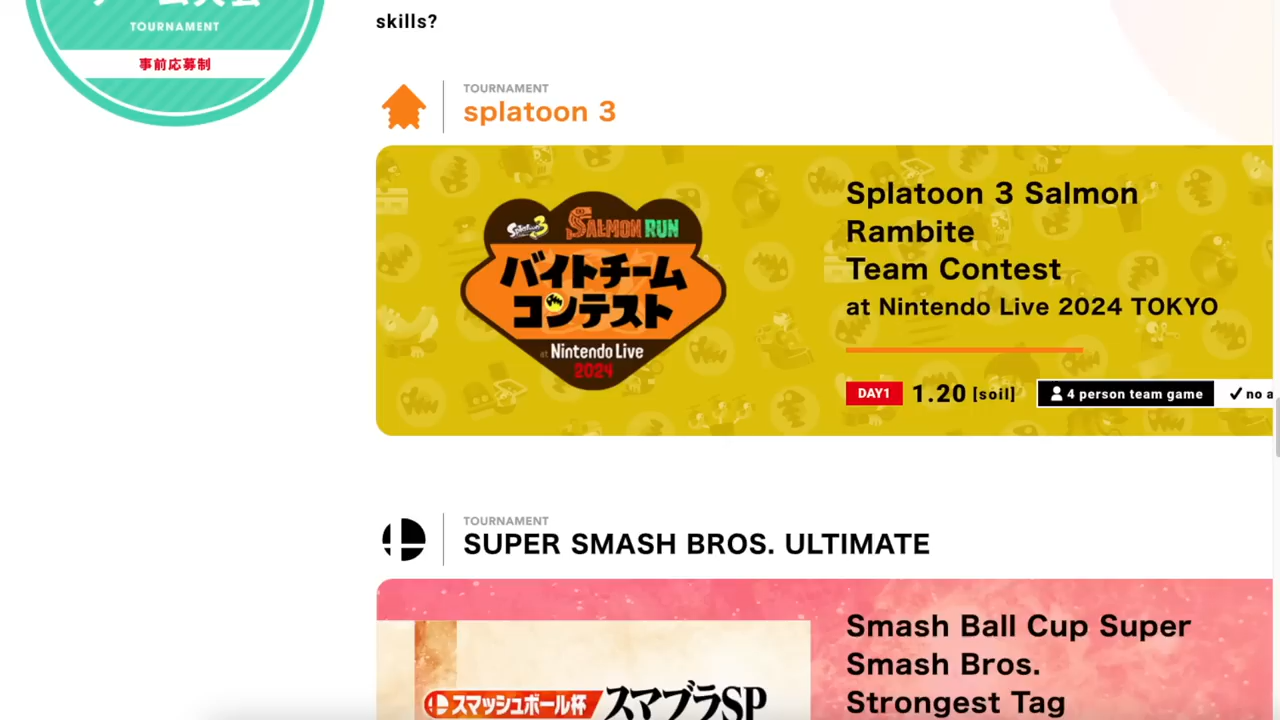 TOURNAMENT
事前応募制
skills?
TOURNAMENT
splatoon 3
Splatoon 3
SALMON RUN
バイトチーム
コンテスト
at Nintendo Live
2024
Splatoon 3 Salmon
Rambite
Team Contest
at Nintendo Live 2024 TOKYO
DAY1 1.20 [soil] 4 person team game ✓ no a
TOURNAMENT
SUPER SMASH BROS. ULTIMATE
スマッシュボール杯 スマブラSP
Smash Ball Cup Super
Smash Bros.
Strongest Tag